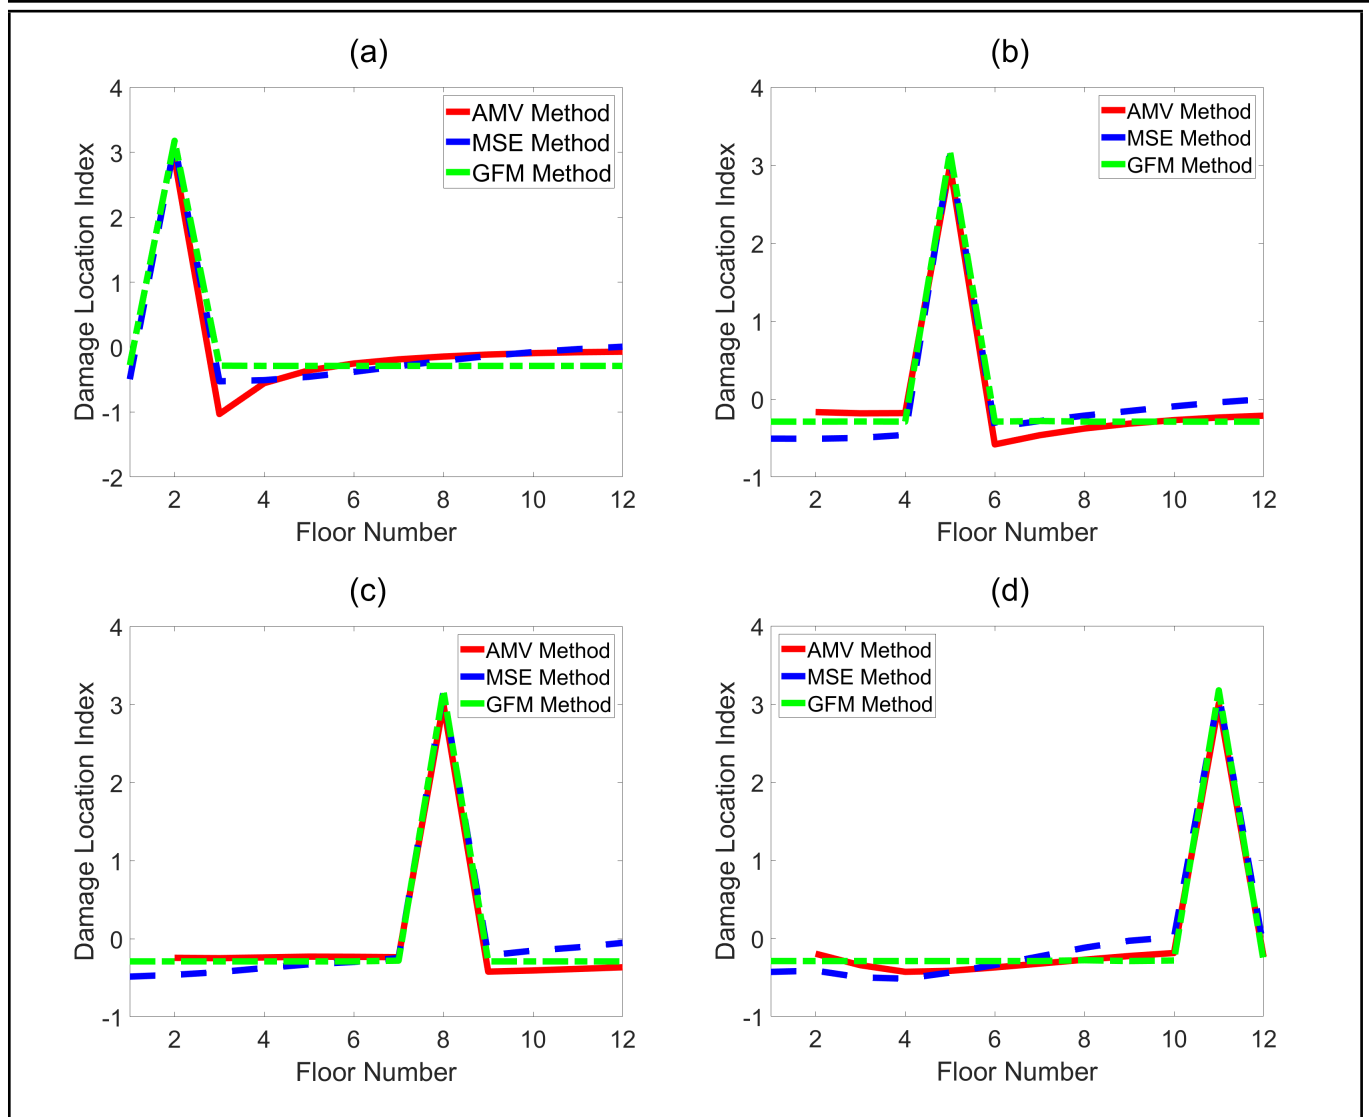 (a)
4
3
2
1
0
-1
-2
2 4 6 8 10 12
Damage Location Index
Floor Number
AMV Method
MSE Method
GFM Method
(b)
4
3
2
1
0
-1
2 4 6 8 10 12
Damage Location Index
Floor Number
AMV Method
MSE Method
GFM Method
(c)
4
3
2
1
0
-1
2 4 6 8 10 12
Damage Location Index
Floor Number
AMV Method
MSE Method
GFM Method
(d)
4
3
2
1
0
-1
2 4 6 8 10 12
Damage Location Index
Floor Number
AMV Method
MSE Method
GFM Method